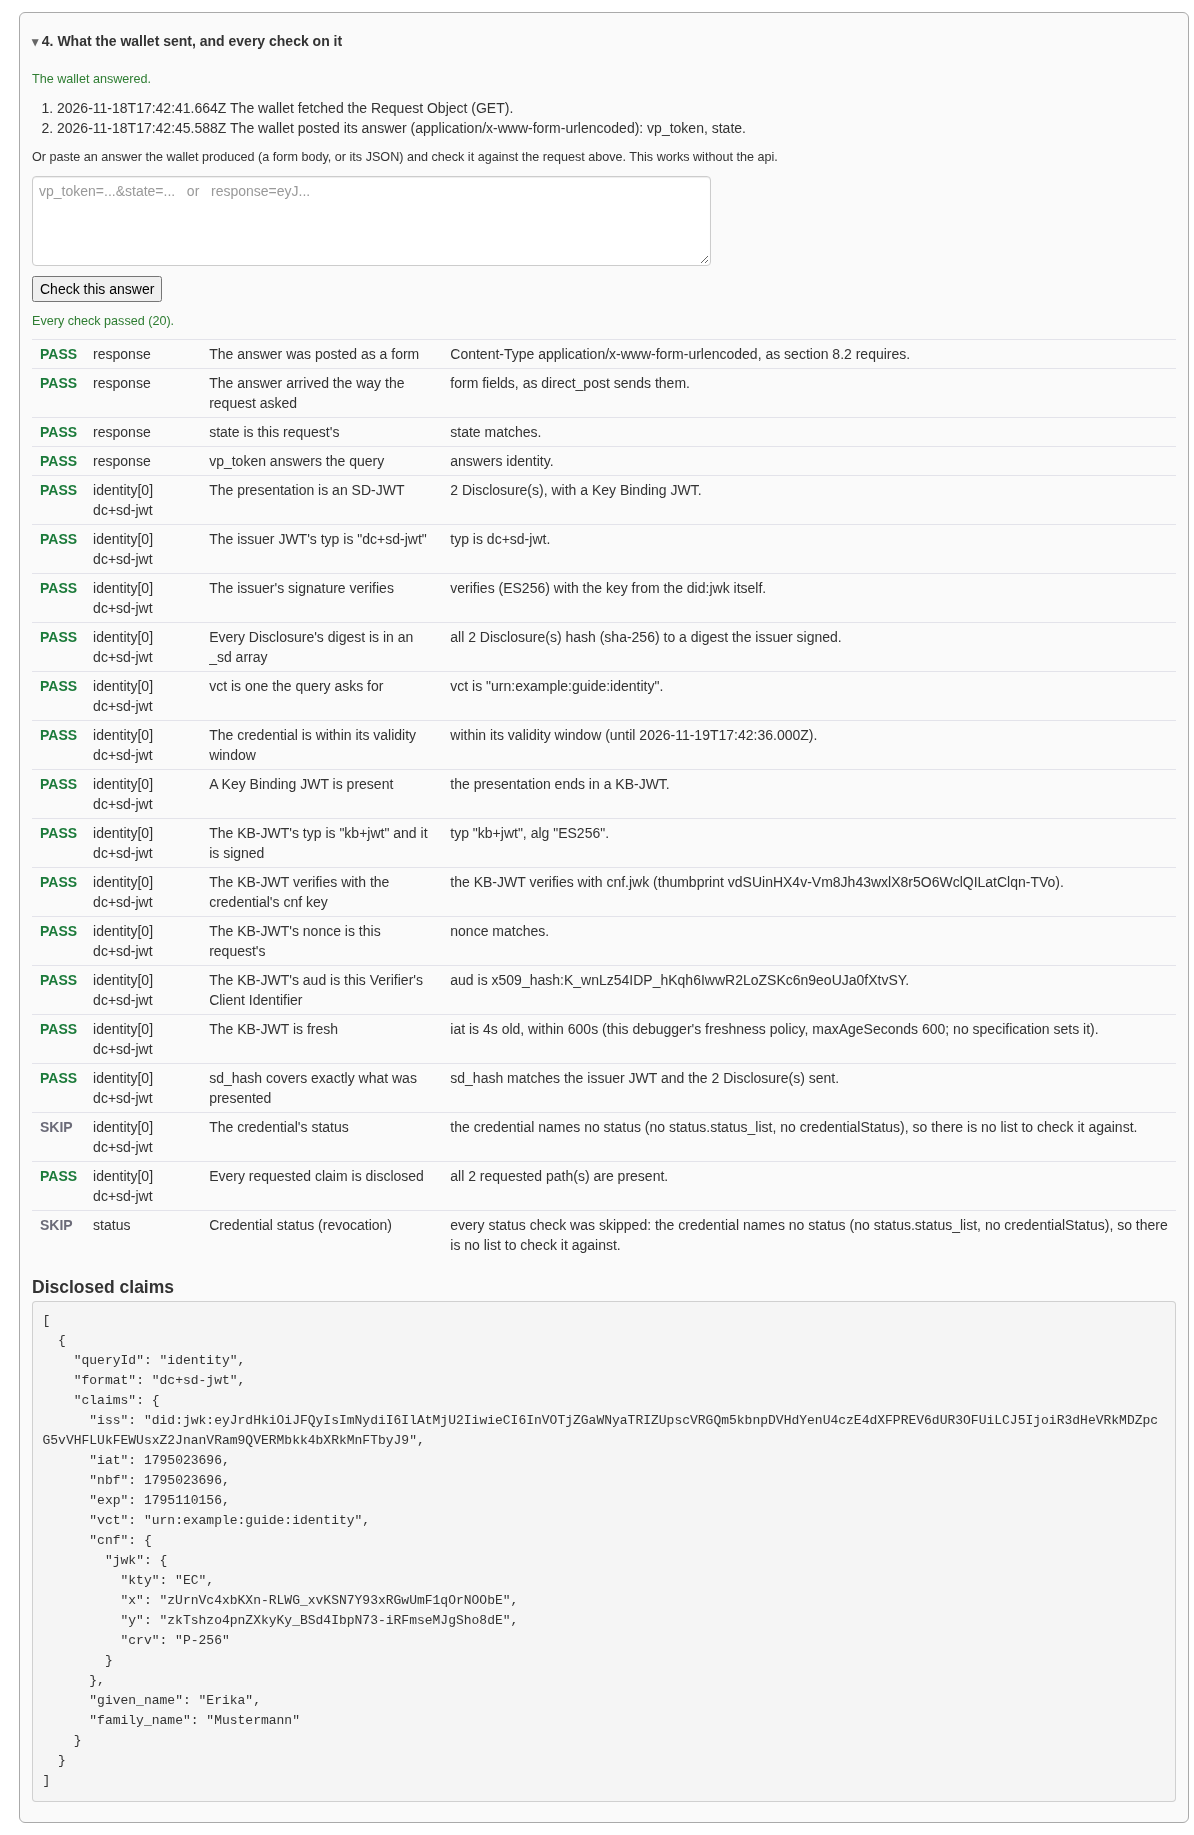 ▾ 4. What the wallet sent, and every check on it
The wallet answered.
1. 2026-11-18T17:42:41.664Z The wallet fetched the Request Object (GET).
2. 2026-11-18T17:42:45.588Z The wallet posted its answer (application/x-www-form-urlencoded): vp_token, state.
Or paste an answer the wallet produced (a form body, or its JSON) and check it against the request above. This works without the api.
vp_token=...&state=...   or   response=eyJ...
Check this answer
Every check passed (20).
PASS response The answer was posted as a form Content-Type application/x-www-form-urlencoded, as section 8.2 requires.
PASS response The answer arrived the way the form fields, as direct_post sends them.
request asked
PASS response state is this request's state matches.
PASS response vp_token answers the query answers identity.
PASS identity[0] The presentation is an SD-JWT 2 Disclosure(s), with a Key Binding JWT.
dc+sd-jwt
PASS identity[0] The issuer JWT's typ is "dc+sd-jwt" typ is dc+sd-jwt.
dc+sd-jwt
PASS identity[0] The issuer's signature verifies verifies (ES256) with the key from the did:jwk itself.
dc+sd-jwt
PASS identity[0] Every Disclosure's digest is in an all 2 Disclosure(s) hash (sha-256) to a digest the issuer signed.
dc+sd-jwt _sd array
PASS identity[0] vct is one the query asks for vct is "urn:example:guide:identity".
dc+sd-jwt
PASS identity[0] The credential is within its validity within its validity window (until 2026-11-19T17:42:36.000Z).
dc+sd-jwt window
PASS identity[0] A Key Binding JWT is present the presentation ends in a KB-JWT.
dc+sd-jwt
PASS identity[0] The KB-JWT's typ is "kb+jwt" and it typ "kb+jwt", alg "ES256".
dc+sd-jwt is signed
PASS identity[0] The KB-JWT verifies with the the KB-JWT verifies with cnf.jwk (thumbprint vdSUinHX4v-Vm8Jh43wxlX8r5O6WclQILatClqn-TVo).
dc+sd-jwt credential's cnf key
PASS identity[0] The KB-JWT's nonce is this nonce matches.
dc+sd-jwt request's
PASS identity[0] The KB-JWT's aud is this Verifier's aud is x509_hash:K_wnLz54IDP_hKqh6IwwR2LoZSKc6n9eoUJa0fXtvSY.
dc+sd-jwt Client Identifier
PASS identity[0] The KB-JWT is fresh iat is 4s old, within 600s (this debugger's freshness policy, maxAgeSeconds 600; no specification sets it).
dc+sd-jwt
PASS identity[0] sd_hash covers exactly what was sd_hash matches the issuer JWT and the 2 Disclosure(s) sent.
dc+sd-jwt presented
SKIP identity[0] The credential's status the credential names no status (no status.status_list, no credentialStatus), so there is no list to check it against.
dc+sd-jwt
PASS identity[0] Every requested claim is disclosed all 2 requested path(s) are present.
dc+sd-jwt
SKIP status Credential status (revocation) every status check was skipped: the credential names no status (no status.status_list, no credentialStatus), so there
is no list to check it against.
Disclosed claims
[
{
"queryId": "identity",
"format": "dc+sd-jwt",
"claims": {
"iss": "did:jwk:eyJrdHkiOiJFQyIsImNydiI6IlAtMjU2IiwieCI6InVOTjZGaWNyaTRIZUpscVRGQm5kbnpDVHdYenU4czE4dXFPREV6dUR3OFUiLCJ5IjoiR3dHeVRkMDZpc
G5vVHFLUkFEWUsxZ2JnanVRam9QVERMbkk4bXRkMnFTbyJ9",
"iat": 1795023696,
"nbf": 1795023696,
"exp": 1795110156,
"vct": "urn:example:guide:identity",
"cnf": {
"jwk": {
"kty": "EC",
"x": "zUrnVc4xbKXn-RLWG_xvKSN7Y93xRGwUmF1qOrNOObE",
"y": "zkTshzo4pnZXkyKy_BSd4IbpN73-iRFmseMJgSho8dE",
"crv": "P-256"
}
},
"given_name": "Erika",
"family_name": "Mustermann"
}
}
]